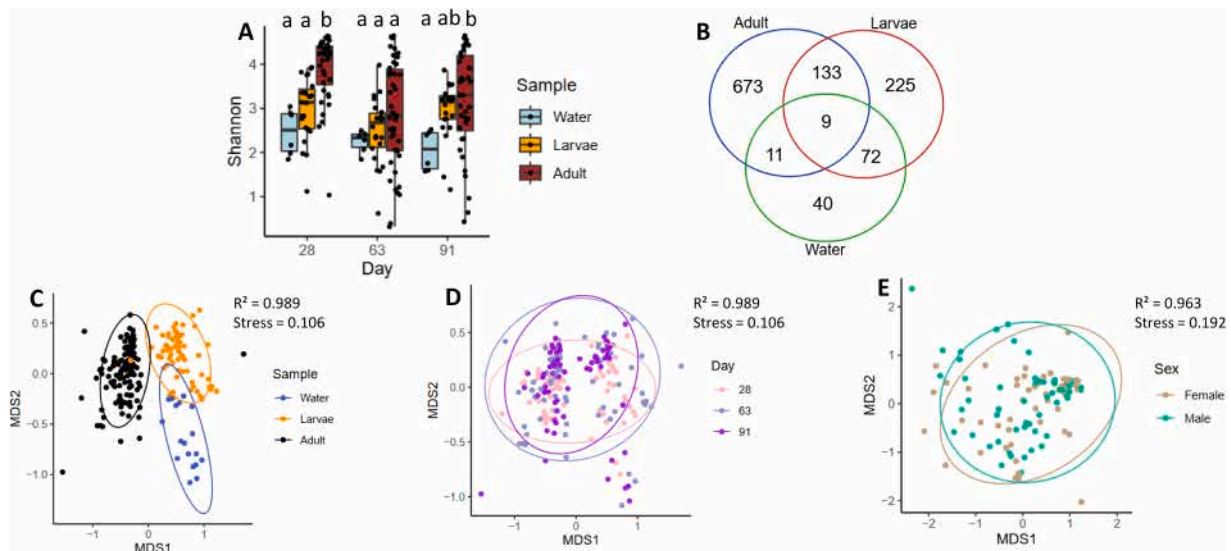 A
a a b a a a a ab b
4
3
2
1
Shannon
28 63 91
Day
Sample
Water
Larvae
Adult
B
Adult Larvae
673 133 225
9
11 72
40
Water
C
R² = 0.989
Stress = 0.106
0.5
0.0
-0.5
-1.0
MDS2
-1 0 1
MDS1
Sample
Water
Larvae
Adult
D
R² = 0.989
Stress = 0.106
0.5
0.0
-0.5
-1.0
MDS2
-1 0 1
MDS1
Day
28
63
91
E
R² = 0.963
Stress = 0.192
2
1
0
-1
-2
MDS2
-2 -1 0 1 2
MDS1
Sex
Female
Male